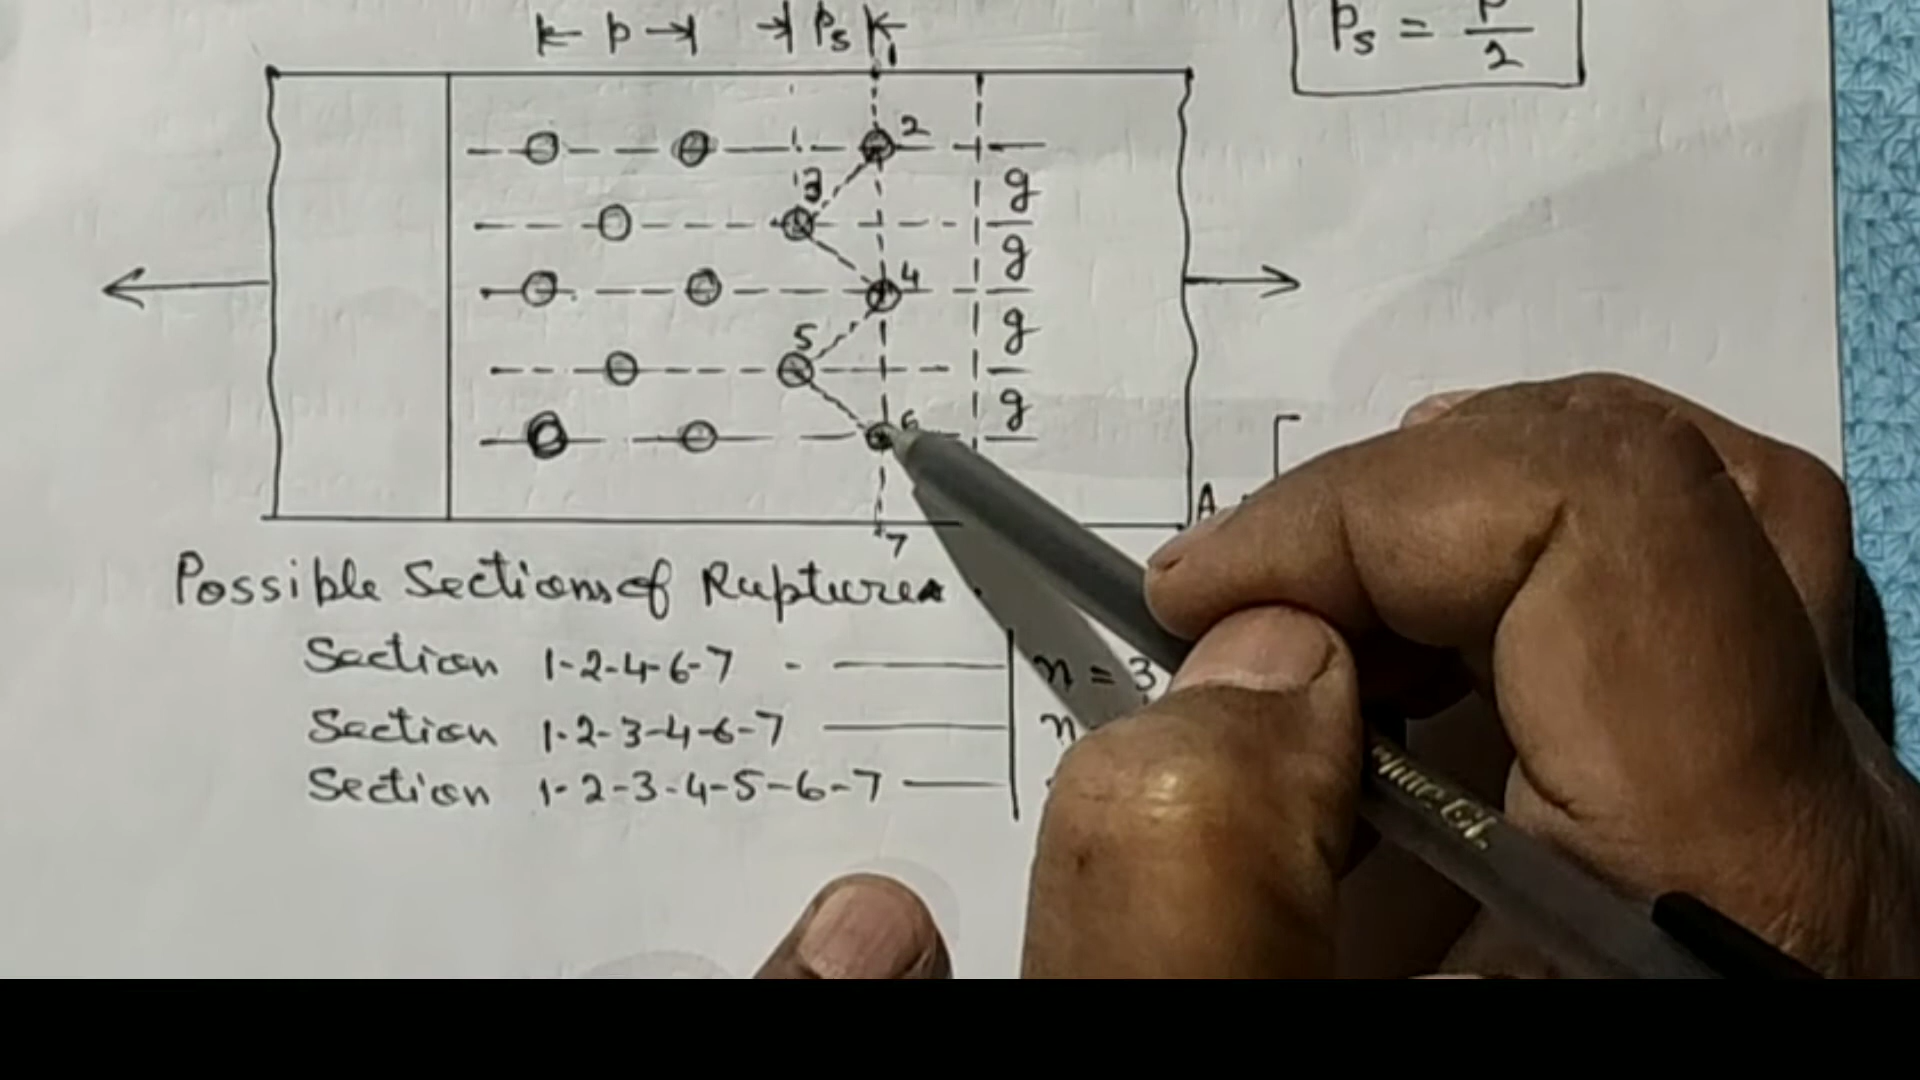 p ps 1
ps = p/2
2
3 g
g
4
5 g
g
6
A
7
Possible Sections of Rupture
Section 1-2-4-6-7 n = 3
Section 1-2-3-4-6-7 n
Section 1-2-3-4-5-6-7